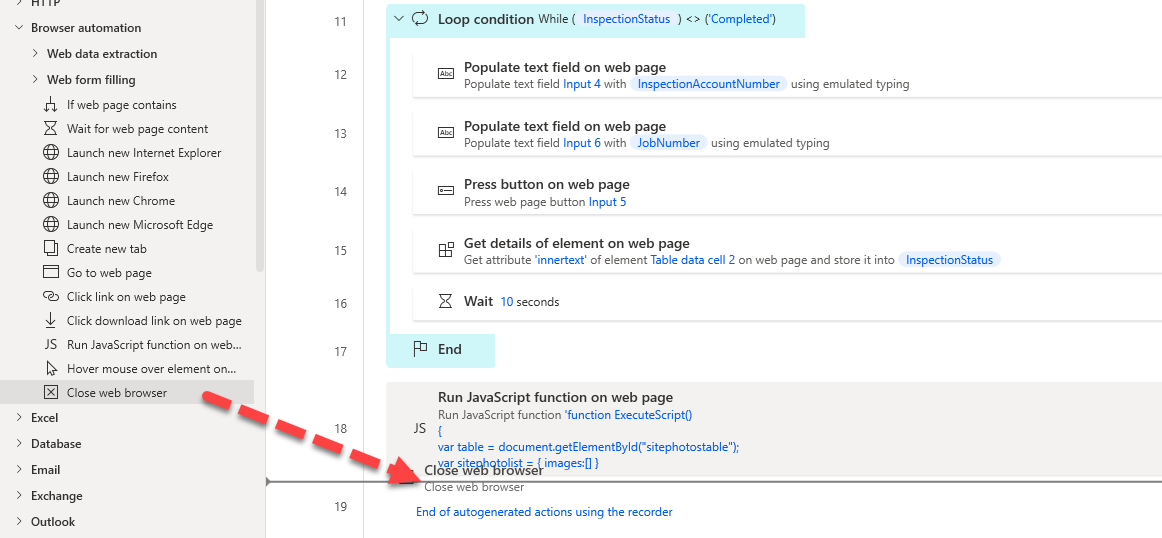 HTTP
Browser automation
Web data extraction
Web form filling
If web page contains
Wait for web page content
Launch new Internet Explorer
Launch new Firefox
Launch new Chrome
Launch new Microsoft Edge
Create new tab
Go to web page
Click link on web page
Click download link on web page
JS Run JavaScript function on web...
Hover mouse over element on...
Close web browser
Excel
Database
Email
Exchange
Outlook
11 Loop condition While ( InspectionStatus ) <> ('Completed')
12 Abc Populate text field on web page
Populate text field Input 4 with InspectionAccountNumber using emulated typing
13 Abc Populate text field on web page
Populate text field Input 6 with JobNumber using emulated typing
14 Press button on web page
Press web page button Input 5
15 Get details of element on web page
Get attribute 'innertext' of element Table data cell 2 on web page and store it into InspectionStatus
16 Wait 10 seconds
17 End
Run JavaScript function on web page
Run JavaScript function 'function ExecuteScript()
18 JS {
var table = document.getElementById("sitephotostable");
var sitephotolist = { images:[] }
Close web browser
Close web browser
19 End of autogenerated actions using the recorder